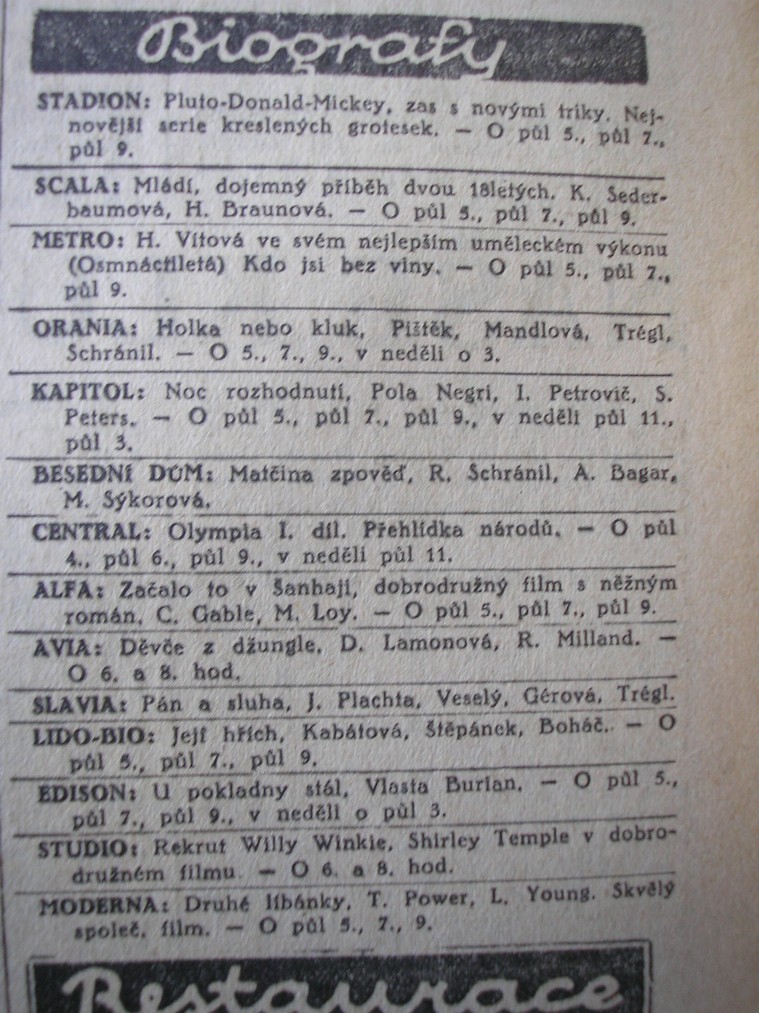 Biografy
STADION: Pluto-Donald-Mickey, zas s novými triky. Nej-
novější serie kreslených grotesek. — O půl 5., půl 7.,
půl 9.
SCALA: Mládí, dojemný příběh dvou 18letých. K. Seder-
baumová, H. Braunová. — O půl 5., půl 7., půl 9.
METRO: H. Vítová ve svém nejlepším uměleckém výkonu
(Osmnáctiletá) Kdo jsi bez viny. — O půl 5., půl 7.,
půl 9.
ORANIA: Holka nebo kluk, Pištěk, Mandlová, Trégl,
Schránil. — O 5., 7., 9., v neděli o 3.
KAPITOL: Noc rozhodnutí, Pola Negri, I. Petrovič, S.
Peters. — O půl 5., půl 7., půl 9., v neděli půl 11.,
půl 3.
BESEDNÍ DŮM: Matčina zpověď, R. Schránil, A. Bagar,
M. Sýkorová.
CENTRAL: Olympia I. díl. Přehlídka národů. — O půl
4., půl 6., půl 9., v neděli půl 11.
ALFA: Začalo to v Šanhaji, dobrodružný film s něžným
román. C. Gable, M. Loy. — O půl 5., půl 7., půl 9.
AVIA: Děvče z džungle. D. Lamonová, R. Milland. —
O 6. a 8. hod.
SLAVIA: Pán a sluha, J. Plachta, Veselý, Gérová, Trégl.
LIDO-BIO: Její hřích, Kabátová, Štěpánek, Boháč. — O
půl 5., půl 7., půl 9.
EDISON: U pokladny stál, Vlasta Burian. — O půl 5.,
půl 7., půl 9., v neděli o půl 3.
STUDIO: Rekrut Willy Winkie, Shirley Temple v dobro-
družném filmu. — O 6. a 8. hod.
MODERNA: Druhé líbánky, T. Power, L. Young. Skvělý
společ. film. — O půl 5., 7., 9.
Restaurace